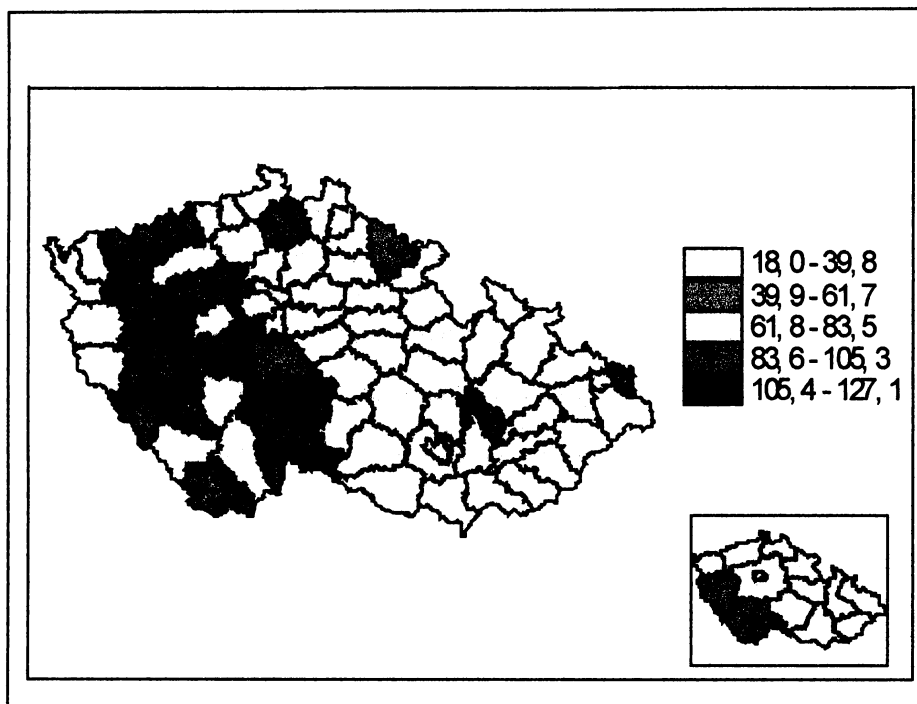 18, 0 - 39, 8
39, 9 - 61, 7
61, 8 - 83, 5
83, 6 - 105, 3
105, 4 - 127, 1